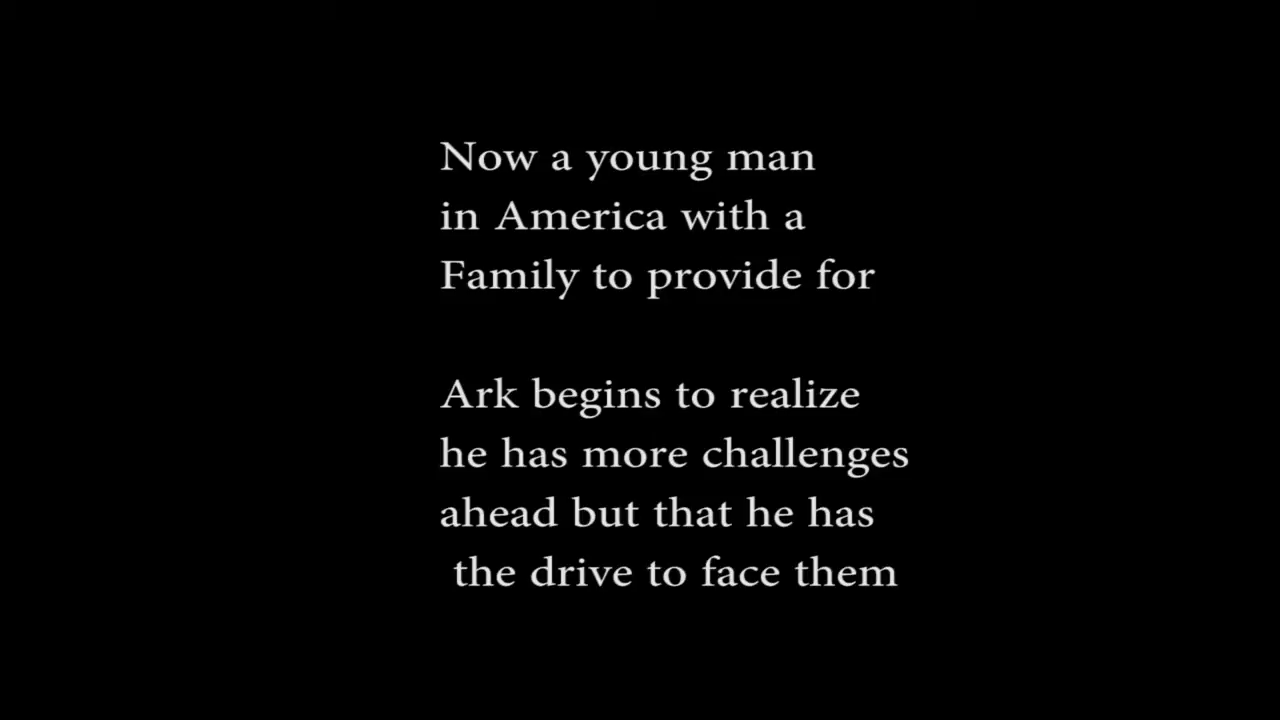 Now a young man
in America with a
Family to provide for
Ark begins to realize
he has more challenges
ahead but that he has
the drive to face them